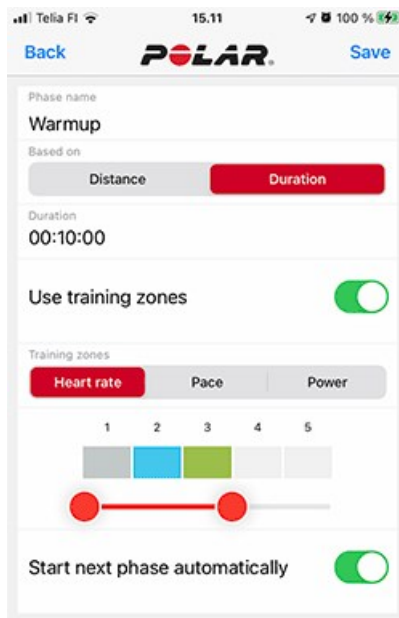 Telia FI 15.11 100 %
Back POLAR Save
Phase name
Warmup
Based on
Distance Duration
Duration
00:10:00
Use training zones
Training zones
Heart rate Pace Power
1 2 3 4 5
Start next phase automatically